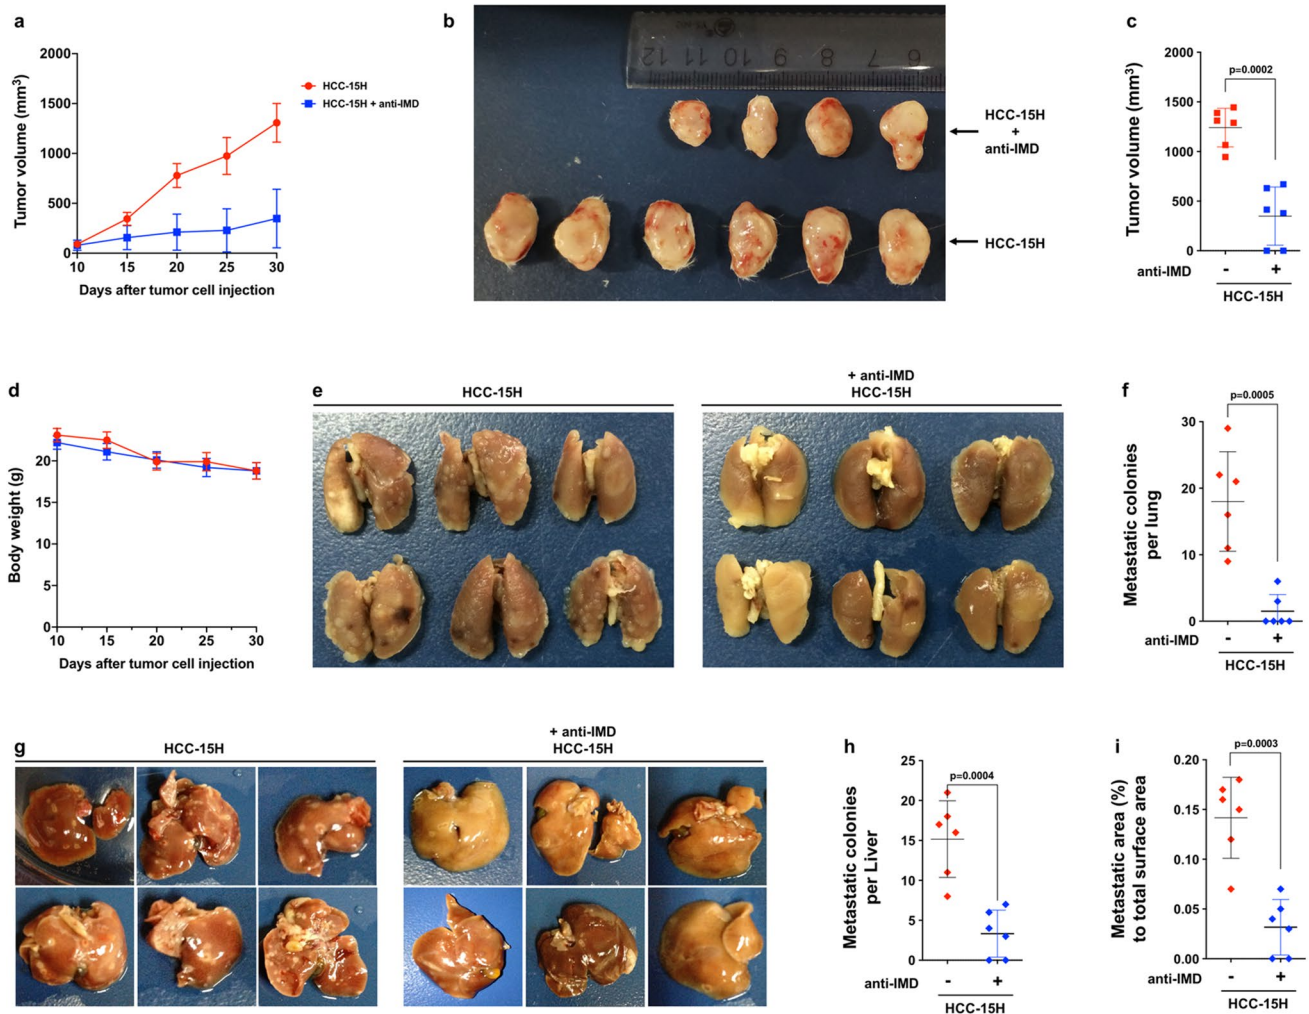 a
Tumor volume (mm³)
2000
1500
1000
500
0
10 15 20 25 30
Days after tumor cell injection
HCC-15H
HCC-15H + anti-IMD
b
12 11 10 9 8 7 6
HCC-15H
+
anti-IMD
HCC-15H
c
Tumor volume (mm³)
2000
1500
1000
500
0
p=0.0002
anti-IMD - +
HCC-15H
d
Body weight (g)
20
15
10
5
0
10 15 20 25 30
Days after tumor cell injection
e
HCC-15H
+ anti-IMD
HCC-15H
f
Metastatic colonies
per lung
30
20
10
0
p=0.0005
anti-IMD - +
HCC-15H
g
HCC-15H
+ anti-IMD
HCC-15H
h
Metastatic colonies
per Liver
25
20
15
10
5
0
p=0.0004
anti-IMD - +
HCC-15H
i
Metastatic area (%)
to total surface area
0.20
0.15
0.10
0.05
0.00
p=0.0003
anti-IMD - +
HCC-15H